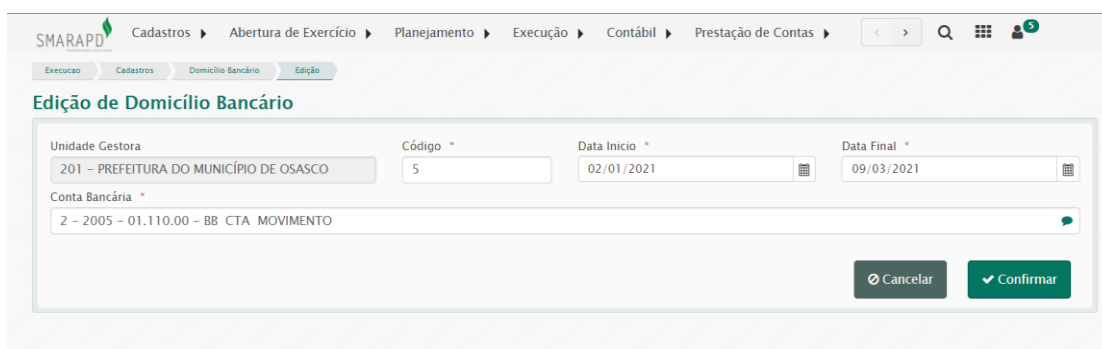 SMARAPD Cadastros Abertura de Exercício Planejamento Execução Contábil Prestação de Contas 5
Execucao Cadastros Domicílio Bancário Edição
Edição de Domicílio Bancário
Unidade Gestora Código * Data Inicio * Data Final *
201 - PREFEITURA DO MUNICÍPIO DE OSASCO 5 02/01/2021 09/03/2021
Conta Bancária *
2 - 2005 - 01.110.00 - BB CTA MOVIMENTO
Cancelar Confirmar